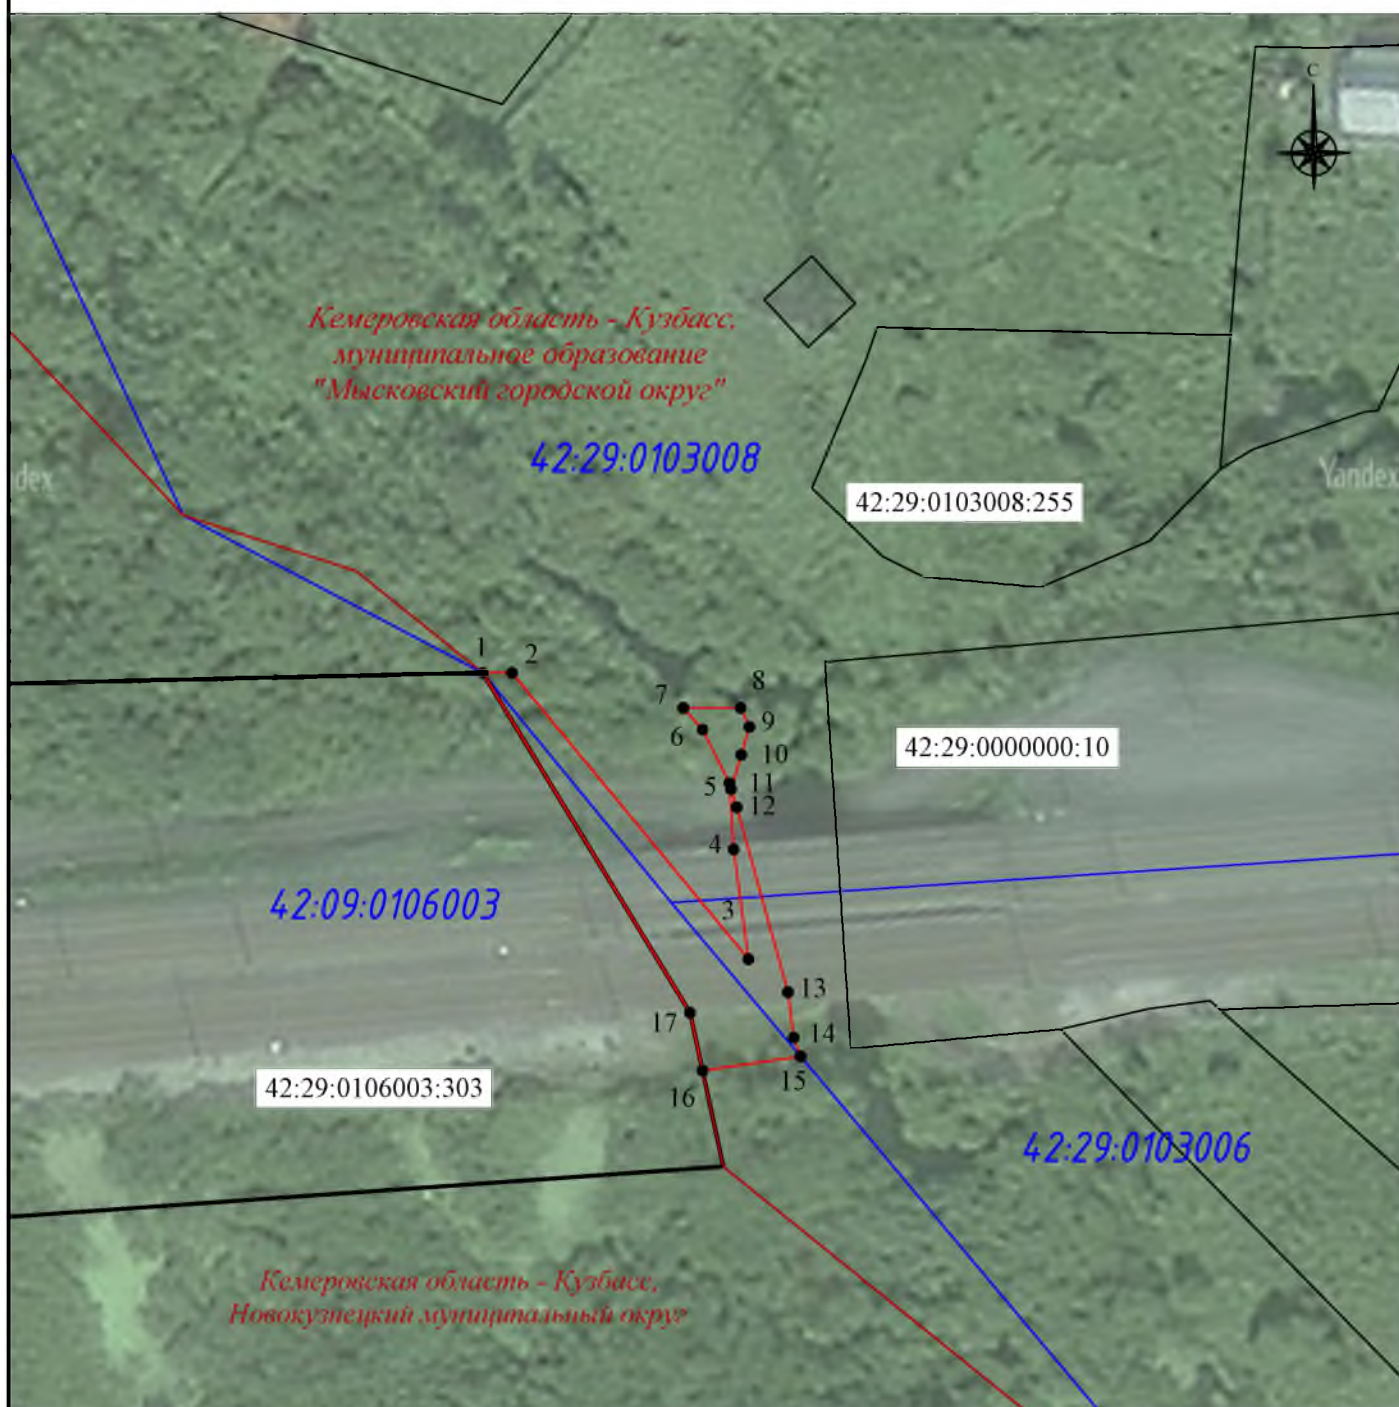 С
Кемеровская область - Кузбасс,
муниципальное образование
"Мысковский городской округ"
42:29:0103008
dex
Yandex
42:29:0103008:255
1
2
7
8
6
9
10
5
11
12
42:29:0000000:10
4
42:09:0106003
3
13
17
14
15
16
42:29:0106003:303
42:29:0103006
Кемеровская область - Кузбасс,
Новокузнецкий муниципальный округ